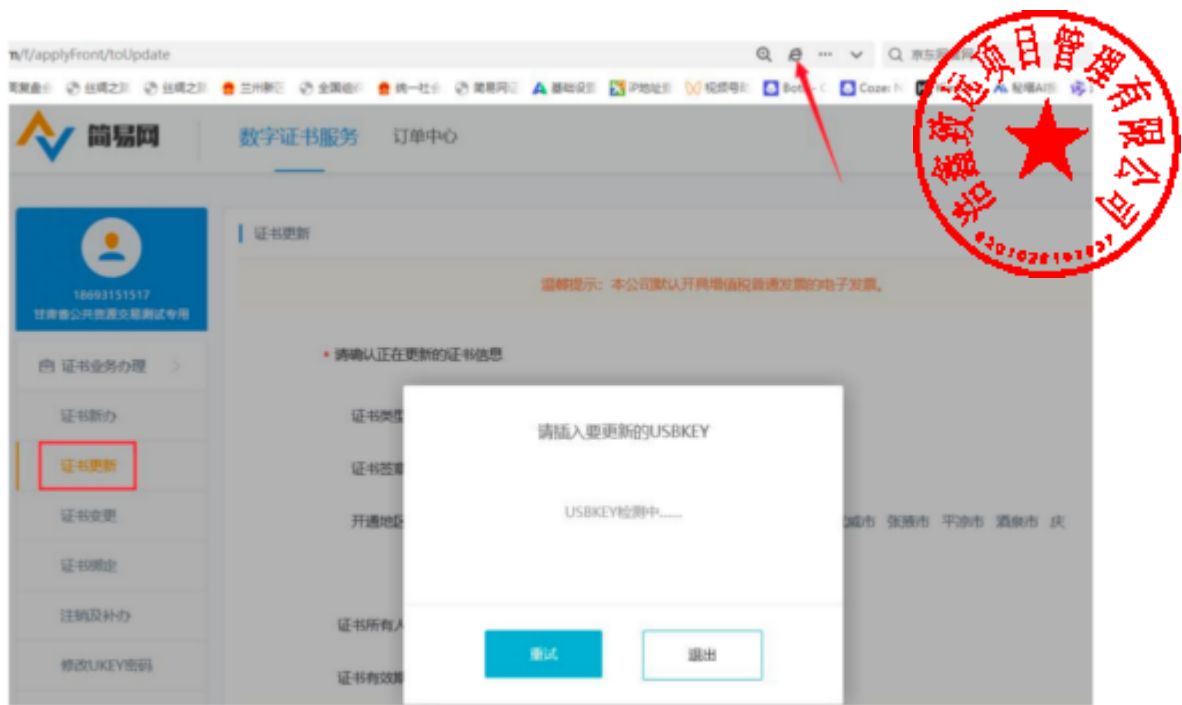 /f/applyFront/toUpdate
简易网
数字证书服务 订单中心
证书更新
温馨提示：本公司默认开具增值税普通发票的电子发票。
18693151517
甘肃省公共资源交易测试专用
* 请确认正在更新的证书信息
证书业务办理
证书新办
证书类型
请插入要更新的USBKEY
证书更新
证书签章
USBKEY检测中......
证书变更
开通地区
张掖市 平凉市 酒泉市 庆
证书绑定
注销及补办
证书所有人
重试
退出
修改UKEY密码
证书有效期
项目管理有限公司